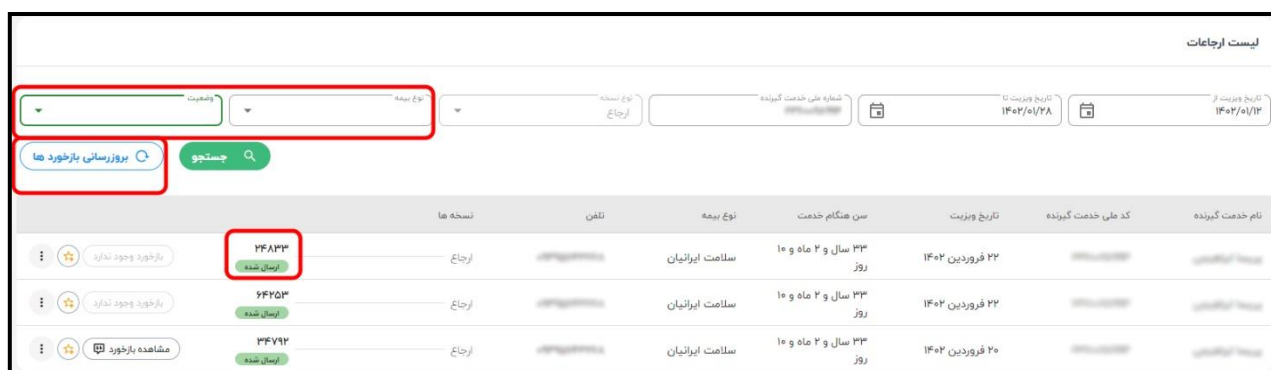 لیست ارجاعات
تاریخ ویزیت از
۱۴۰۲/۰۱/۱۲
تاریخ ویزیت تا
۱۴۰۲/۰۱/۲۸
شماره ملی خدمت گیرنده
نوع نسخه
ارجاع
نوع بیمه
وضعیت
جستجو
بروزرسانی بازخورد ها
نام خدمت گیرنده کد ملی خدمت گیرنده تاریخ ویزیت سن هنگام خدمت نوع بیمه تلفن نسخه ها
۲۲ فروردین ۱۴۰۲
۳۳ سال و ۲ ماه و ۱۰
روز
سلامت ایرانیان
ارجاع
۲۴۸۳۳
ارسال شده
بازخورد وجود ندارد
۲۲ فروردین ۱۴۰۲
۳۳ سال و ۲ ماه و ۱۰
روز
سلامت ایرانیان
ارجاع
۶۴۲۵۳
ارسال شده
بازخورد وجود ندارد
۲۰ فروردین ۱۴۰۲
۳۳ سال و ۲ ماه و ۱۰
روز
سلامت ایرانیان
ارجاع
۳۴۷۹۲
ارسال شده
مشاهده بازخورد